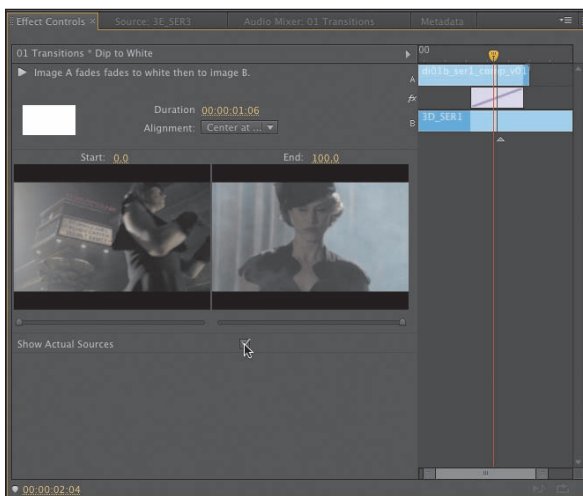 Effect Controls × Source: 3E_SER3 Audio Mixer: 01 Transitions Metadata
01 Transitions * Dip to White
00
Image A fades fades to white then to image B.
A di01b_ser1_comp_v01
fx
Duration 00:00:01:06
B 3D_SER1
Alignment: Center at ...
Start: 0.0 End: 100.0
Show Actual Sources
00:00:02:04